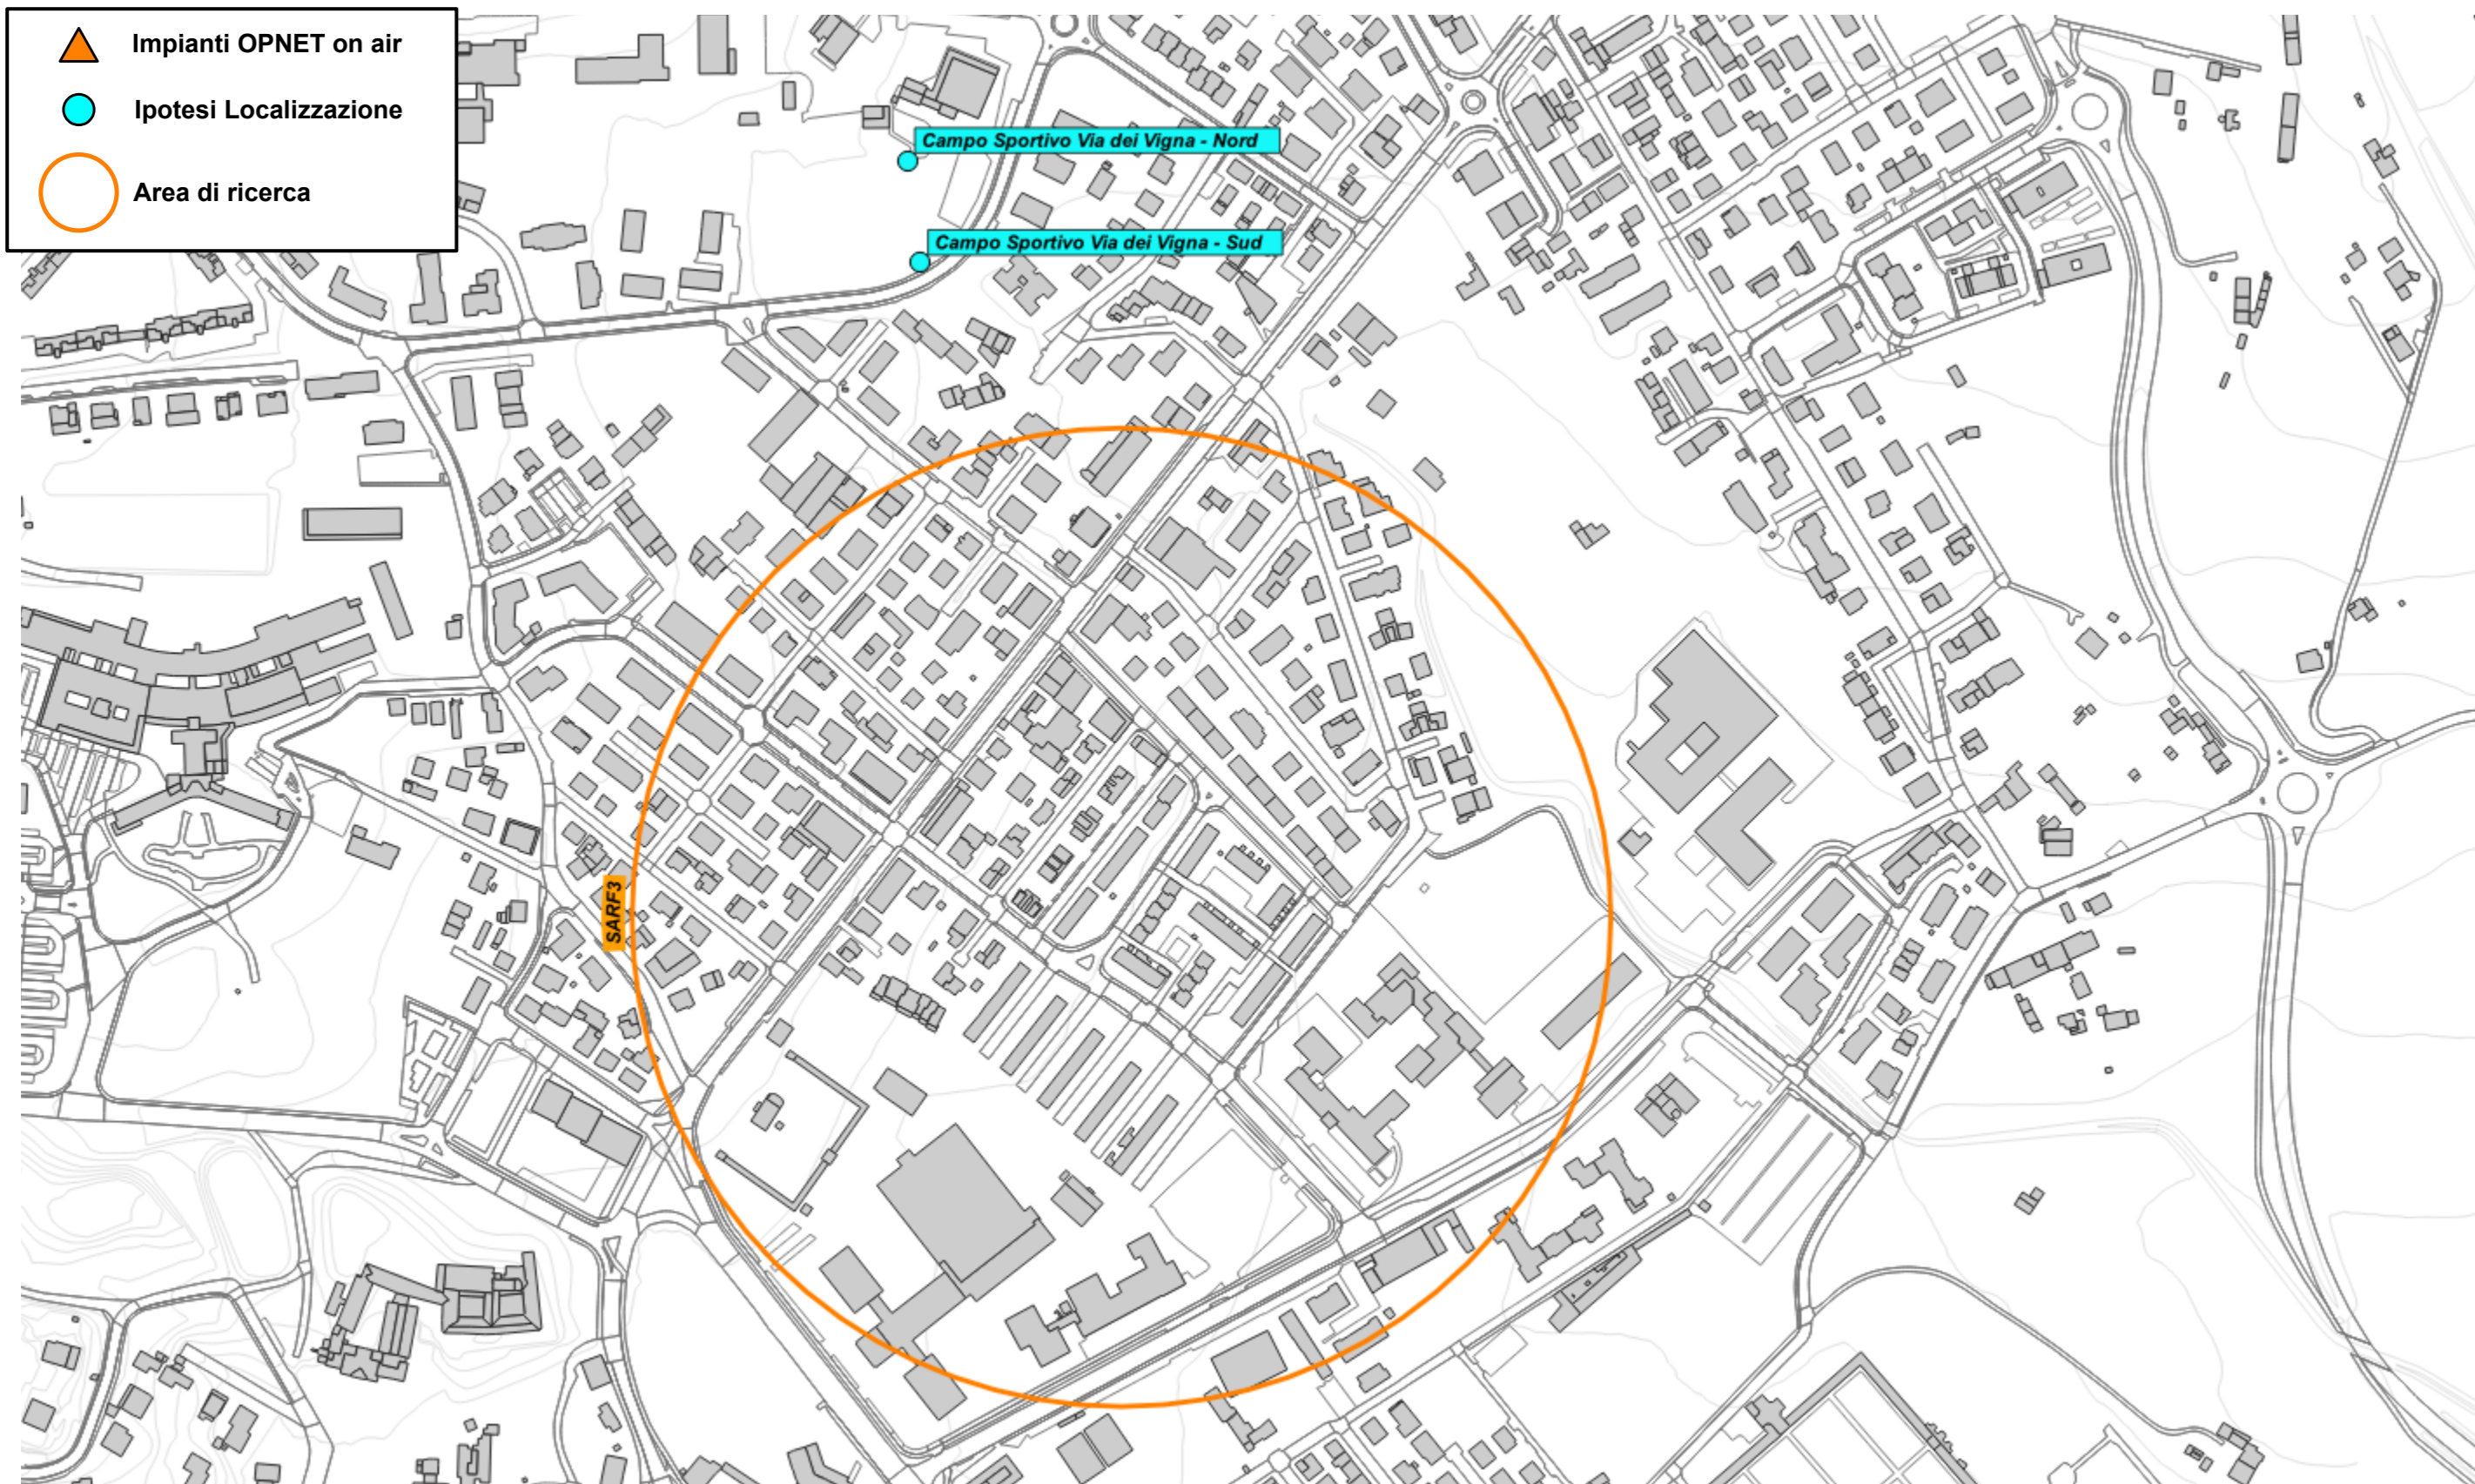 Impianti OPNET on air
Ipotesi Localizzazione
Area di ricerca
Campo Sportivo Via dei Vigna - Nord
Campo Sportivo Via dei Vigna - Sud
SARF3